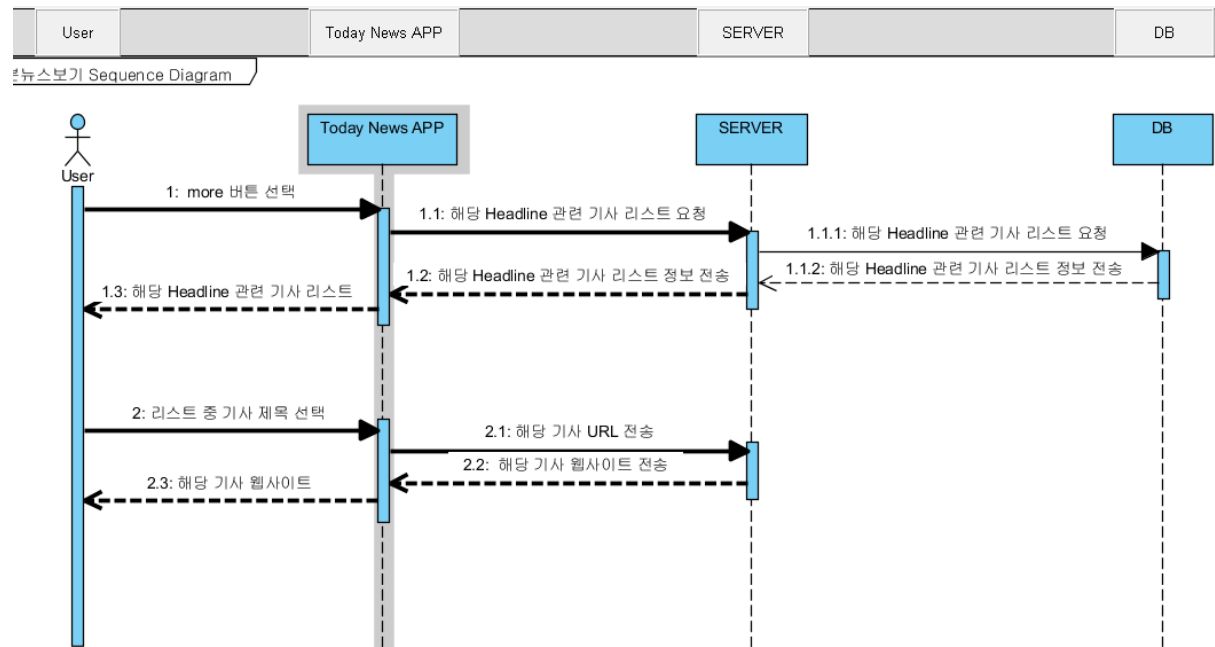 User Today News APP SERVER DB
뉴스보기 Sequence Diagram
Today News APP SERVER DB
User
1: more 버튼 선택
1.1: 해당 Headline 관련 기사 리스트 요청
1.1.1: 해당 Headline 관련 기사 리스트 요청
1.1.2: 해당 Headline 관련 기사 리스트 정보 전송
1.2: 해당 Headline 관련 기사 리스트 정보 전송
1.3: 해당 Headline 관련 기사 리스트
2: 리스트 중 기사 제목 선택
2.1: 해당 기사 URL 전송
2.2: 해당 기사 웹사이트 전송
2.3: 해당 기사 웹사이트